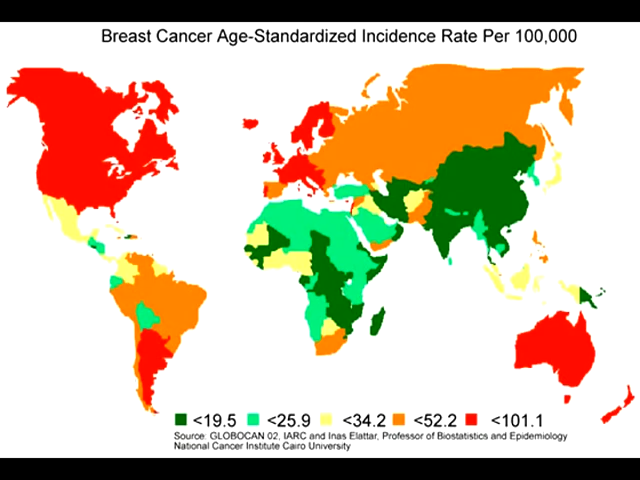 Breast Cancer Age-Standardized Incidence Rate Per 100,000
<19.5 <25.9 <34.2 <52.2 <101.1
Source: GLOBOCAN 02, IARC and Inas Elattar, Professor of Biostatistics and Epidemiology
National Cancer Institute Cairo University